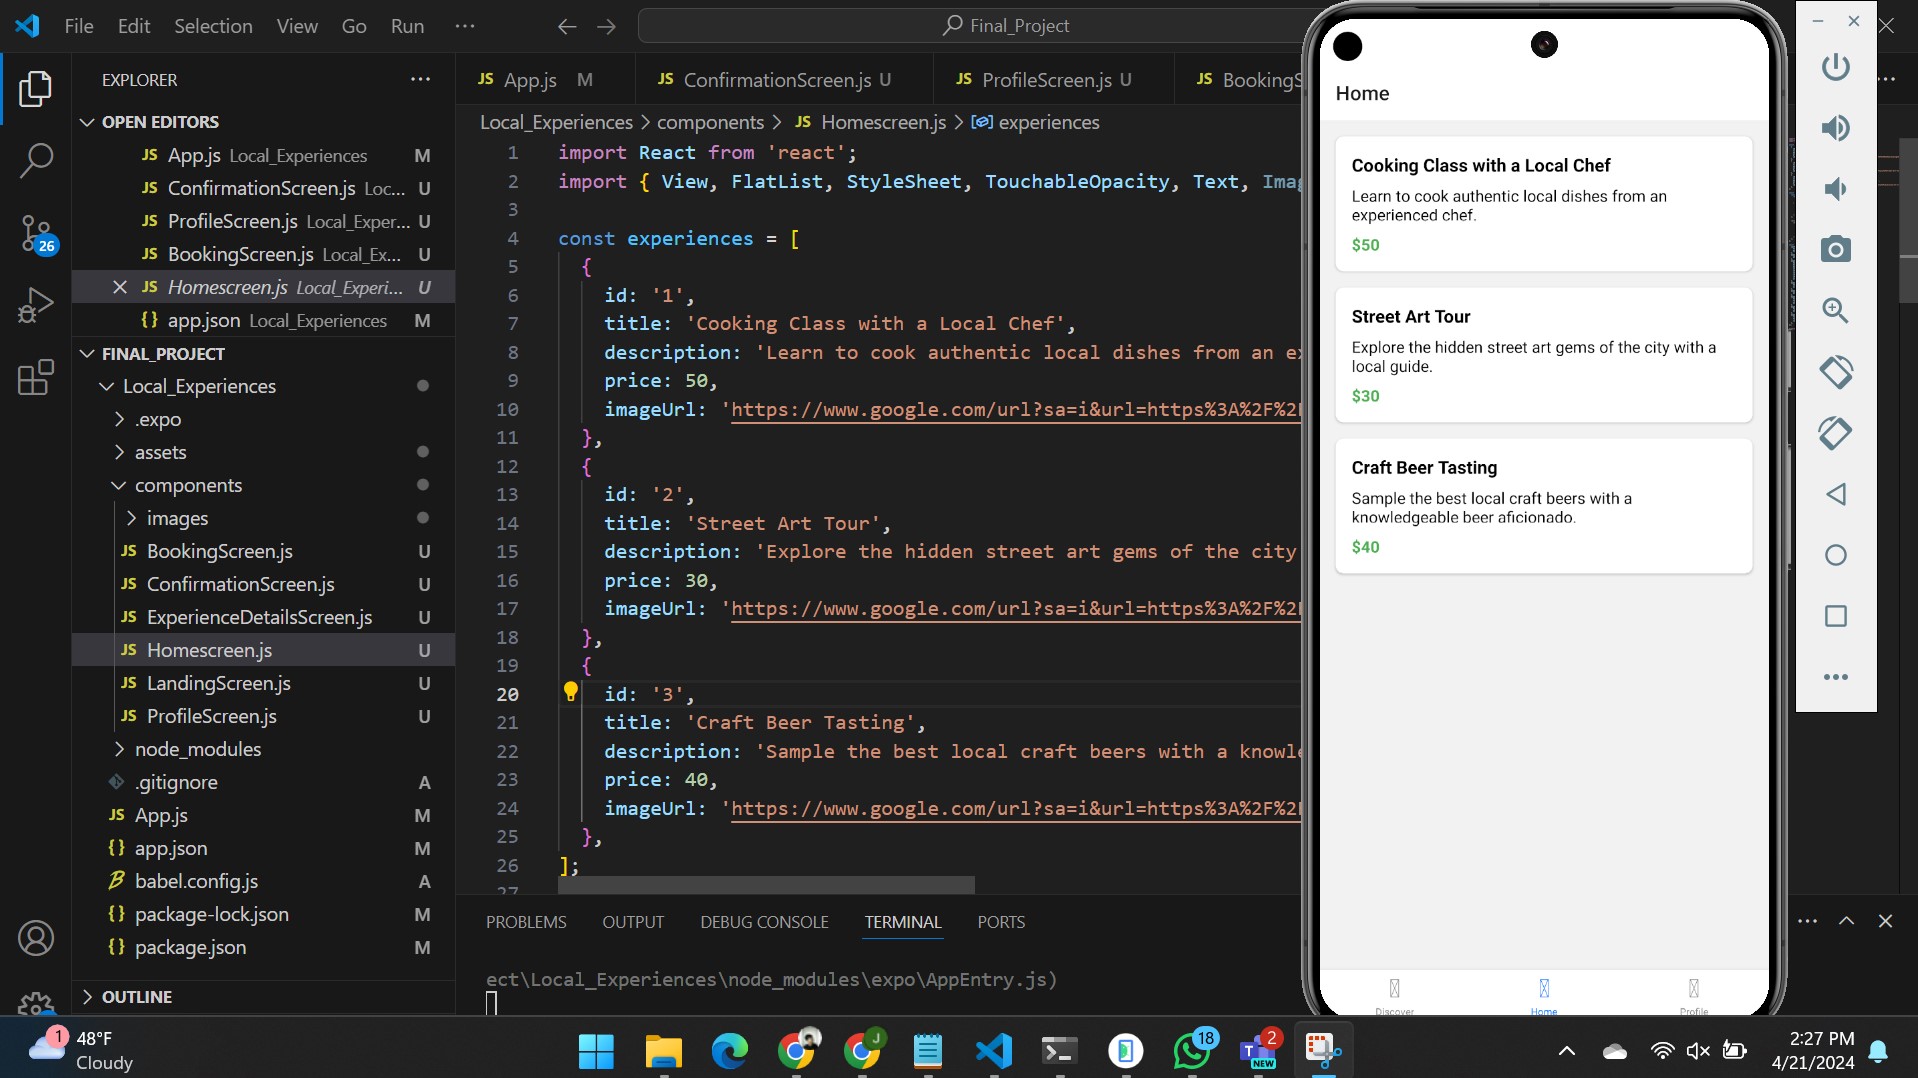 File Edit Selection View Go Run ...
Final_Project
EXPLORER
OPEN EDITORS
JS App.js Local_Experiences M
JS ConfirmationScreen.js Loc... U
JS ProfileScreen.js Local_Exper... U
JS BookingScreen.js Local_Ex... U
JS Homescreen.js Local_Experi... U
{} app.json Local_Experiences M
26
FINAL_PROJECT
Local_Experiences
.expo
assets
components
images
JS BookingScreen.js U
JS ConfirmationScreen.js U
JS ExperienceDetailsScreen.js U
JS Homescreen.js U
JS LandingScreen.js U
JS ProfileScreen.js U
node_modules
.gitignore A
JS App.js M
{} app.json M
babel.config.js A
{} package-lock.json M
{} package.json M
OUTLINE
JS App.js M JS ConfirmationScreen.js U JS ProfileScreen.js U JS BookingS
Local_Experiences > components > JS Homescreen.js > experiences
1 import React from 'react';
2 import { View, FlatList, StyleSheet, TouchableOpacity, Text, Imag
3
4 const experiences = [
5 {
6 id: '1',
7 title: 'Cooking Class with a Local Chef',
8 description: 'Learn to cook authentic local dishes from an ex
9 price: 50,
10 imageUrl: 'https://www.google.com/url?sa=i&url=https%3A%2F%2F
11 },
12 {
13 id: '2',
14 title: 'Street Art Tour',
15 description: 'Explore the hidden street art gems of the city
16 price: 30,
17 imageUrl: 'https://www.google.com/url?sa=i&url=https%3A%2F%2F
18 },
19 {
20 id: '3',
21 title: 'Craft Beer Tasting',
22 description: 'Sample the best local craft beers with a knowle
23 price: 40,
24 imageUrl: 'https://www.google.com/url?sa=i&url=https%3A%2F%2F
25 },
26 ];
27
PROBLEMS OUTPUT DEBUG CONSOLE TERMINAL PORTS
ect\Local_Experiences\node_modules\expo\AppEntry.js)
Home
Cooking Class with a Local Chef
Learn to cook authentic local dishes from an
experienced chef.
$50
Street Art Tour
Explore the hidden street art gems of the city with a
local guide.
$30
Craft Beer Tasting
Sample the best local craft beers with a
knowledgeable beer aficionado.
$40
Discover Home Profile
1
48°F
Cloudy
J
18
T 2
NEW
2:27 PM
4/21/2024